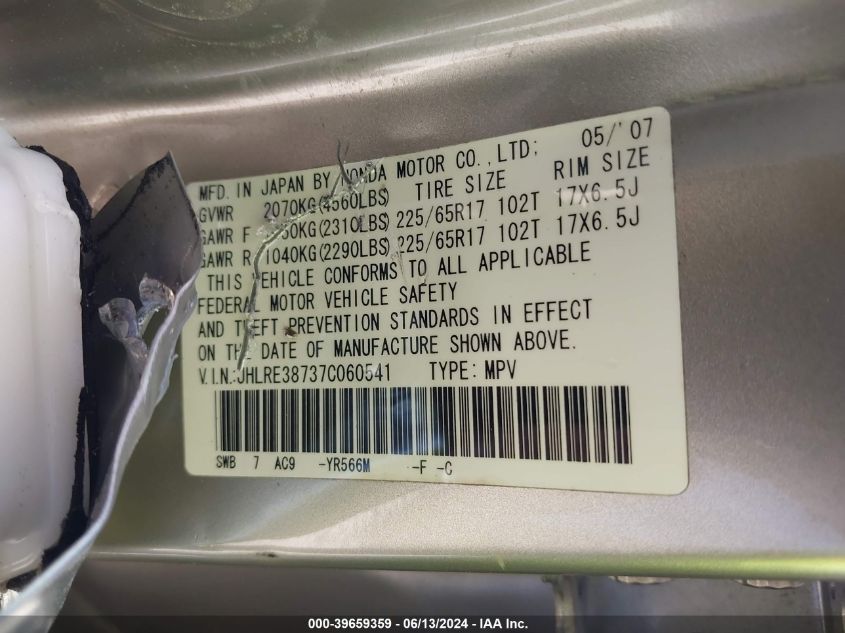 MFD. IN JAPAN BY HONDA MOTOR CO.,LTD; 05/'07
GVWR 2070KG(4560LBS) TIRE SIZE RIM SIZE
GAWR F 50KG(2310LBS) 225/65R17 102T 17X6.5J
GAWR R 1040KG(2290LBS) 225/65R17 102T 17X6.5J
THIS VEHICLE CONFORMS TO ALL APPLICABLE
FEDERAL MOTOR VEHICLE SAFETY
AND THEFT PREVENTION STANDARDS IN EFFECT
ON THE DATE OF MANUFACTURE SHOWN ABOVE.
V.I.N.:JHLRE38737C060541 TYPE: MPV
SWB 7 AC9 -YR566M -F -C
000-39659359 - 06/13/2024 - IAA Inc.